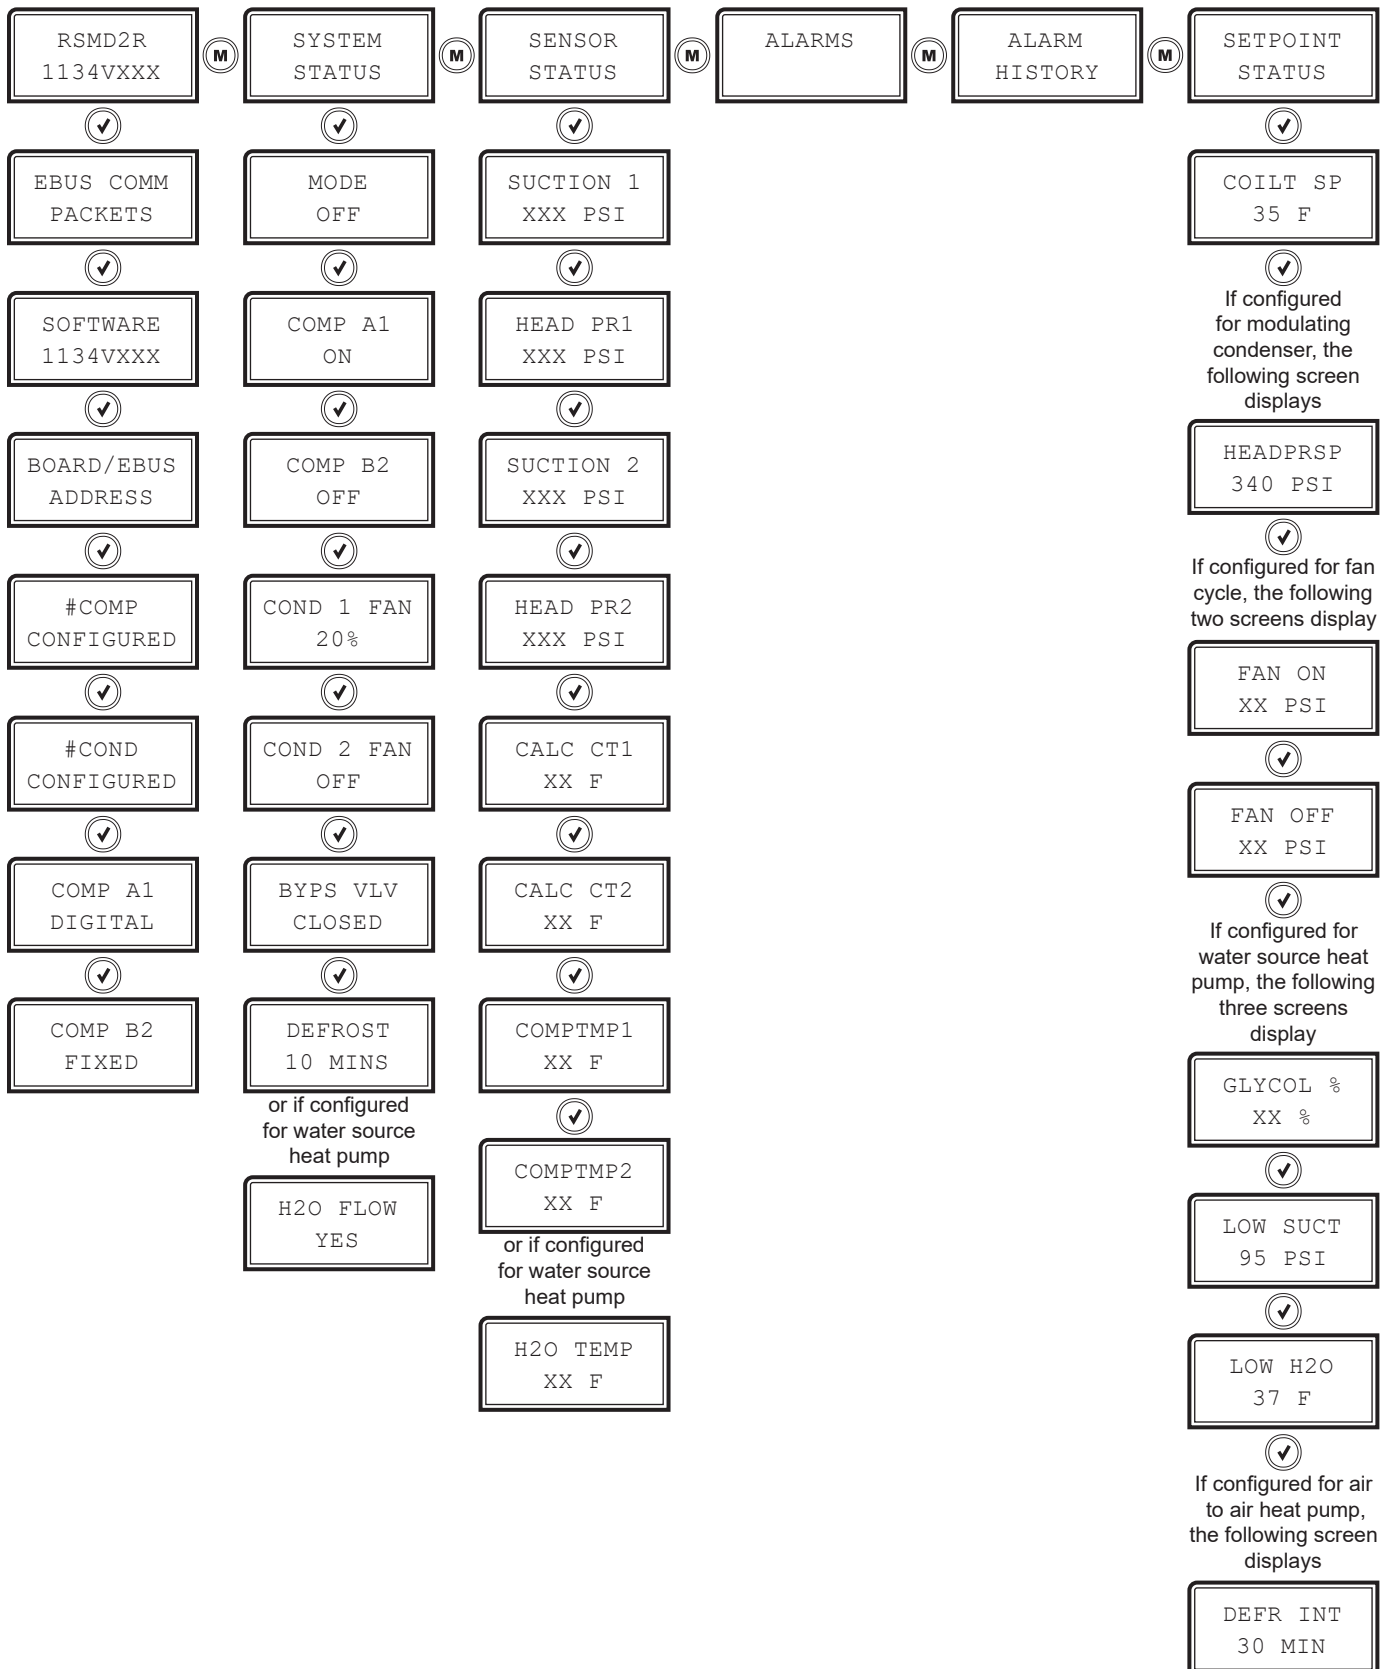 RSMD2R
1134VXXX
M
SYSTEM
STATUS
M
SENSOR
STATUS
M
ALARMS
M
ALARM
HISTORY
M
SETPOINT
STATUS
EBUS COMM
PACKETS
SOFTWARE
1134VXXX
BOARD/EBUS
ADDRESS
#COMP
CONFIGURED
#COND
CONFIGURED
COMP A1
DIGITAL
COMP B2
FIXED
MODE
OFF
COMP A1
ON
COMP B2
OFF
COND 1 FAN
20%
COND 2 FAN
OFF
BYPS VLV
CLOSED
DEFROST
10 MINS
or if configured
for water source
heat pump
H2O FLOW
YES
SUCTION 1
XXX PSI
HEAD PR1
XXX PSI
SUCTION 2
XXX PSI
HEAD PR2
XXX PSI
CALC CT1
XX F
CALC CT2
XX F
COMPTMP1
XX F
COMPTMP2
XX F
or if configured
for water source
heat pump
H2O TEMP
XX F
COILT SP
35 F
If configured
for modulating
condenser, the
following screen
displays
HEADPRSP
340 PSI
If configured for fan
cycle, the following
two screens display
FAN ON
XX PSI
FAN OFF
XX PSI
If configured for
water source heat
pump, the following
three screens
display
GLYCOL %
XX %
LOW SUCT
95 PSI
LOW H2O
37 F
If configured for air
to air heat pump,
the following screen
displays
DEFR INT
30 MIN